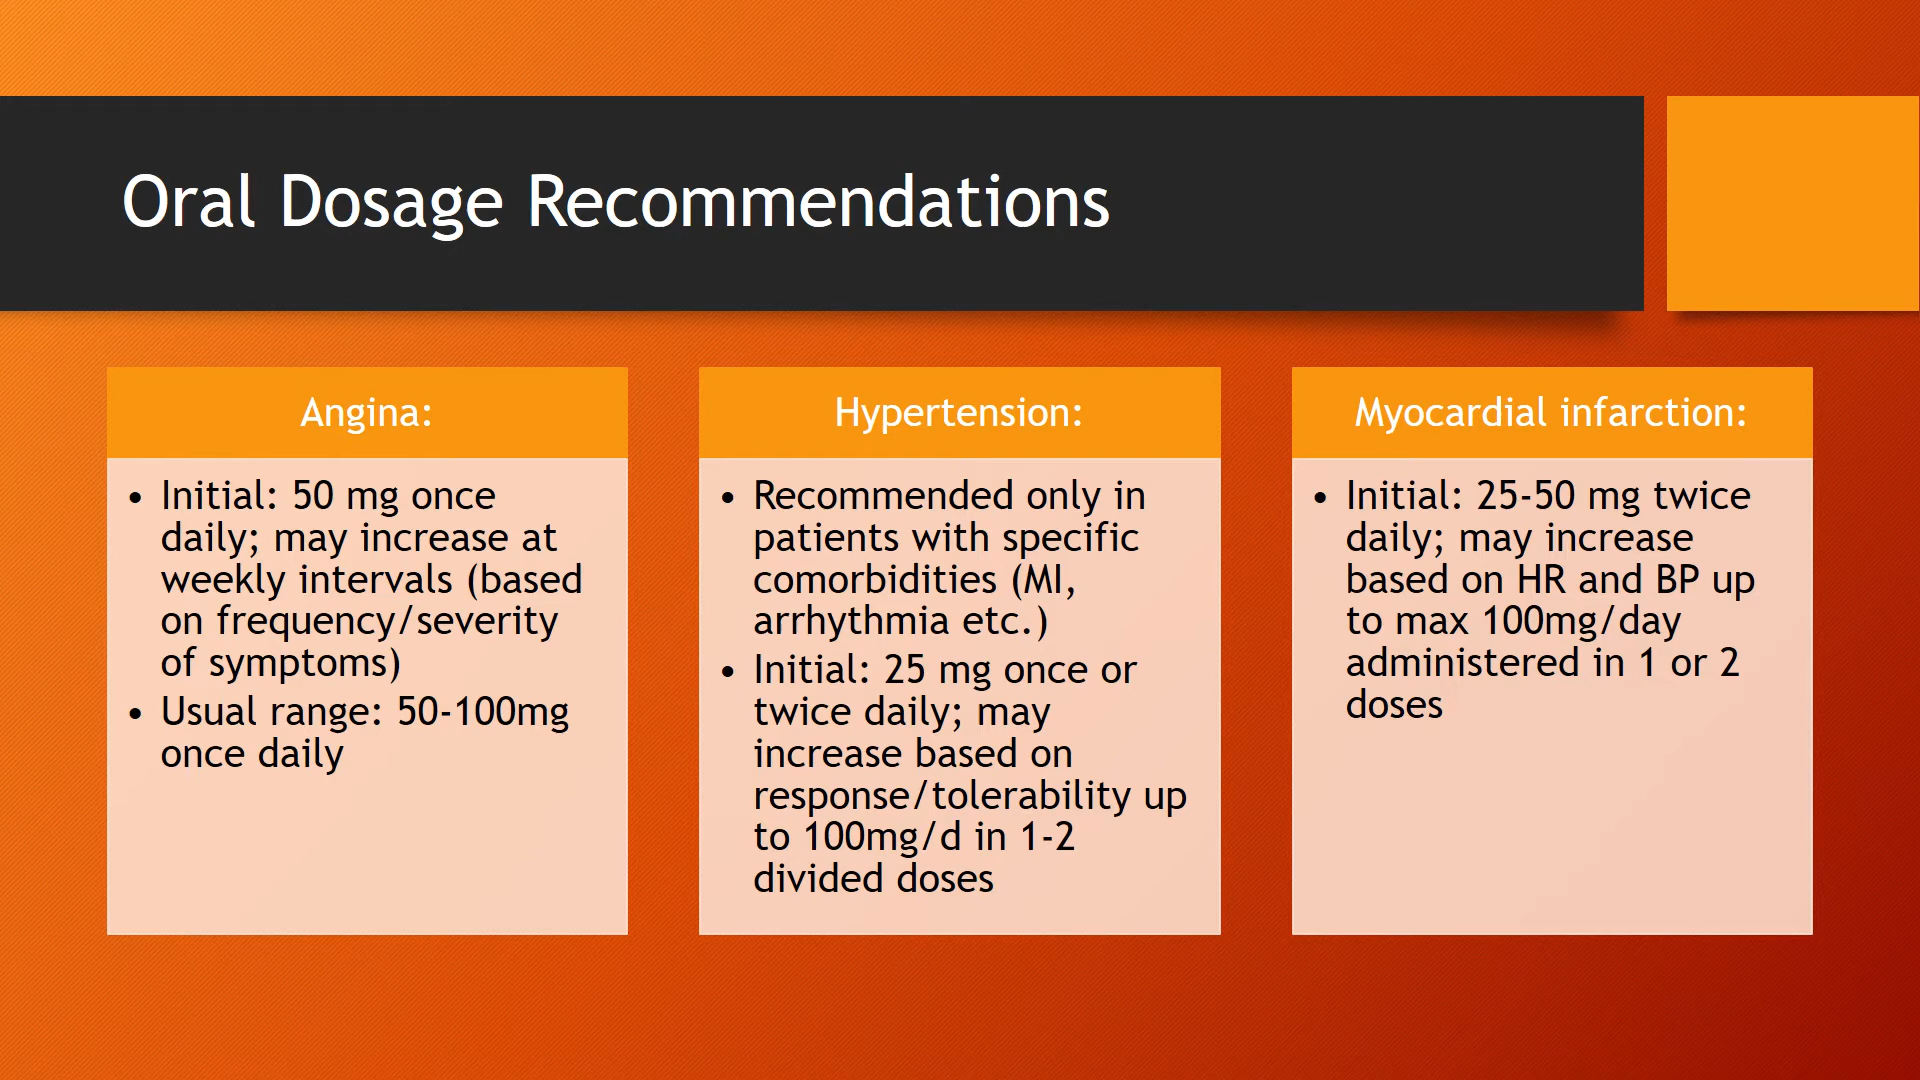 Oral Dosage Recommendations
Angina:
• Initial: 50 mg once
daily; may increase at
weekly intervals (based
on frequency/severity
of symptoms)
• Usual range: 50-100mg
once daily
Hypertension:
• Recommended only in
patients with specific
comorbidities (MI,
arrhythmia etc.)
• Initial: 25 mg once or
twice daily; may
increase based on
response/tolerability up
to 100mg/d in 1-2
divided doses
Myocardial infarction:
• Initial: 25-50 mg twice
daily; may increase
based on HR and BP up
to max 100mg/day
administered in 1 or 2
doses